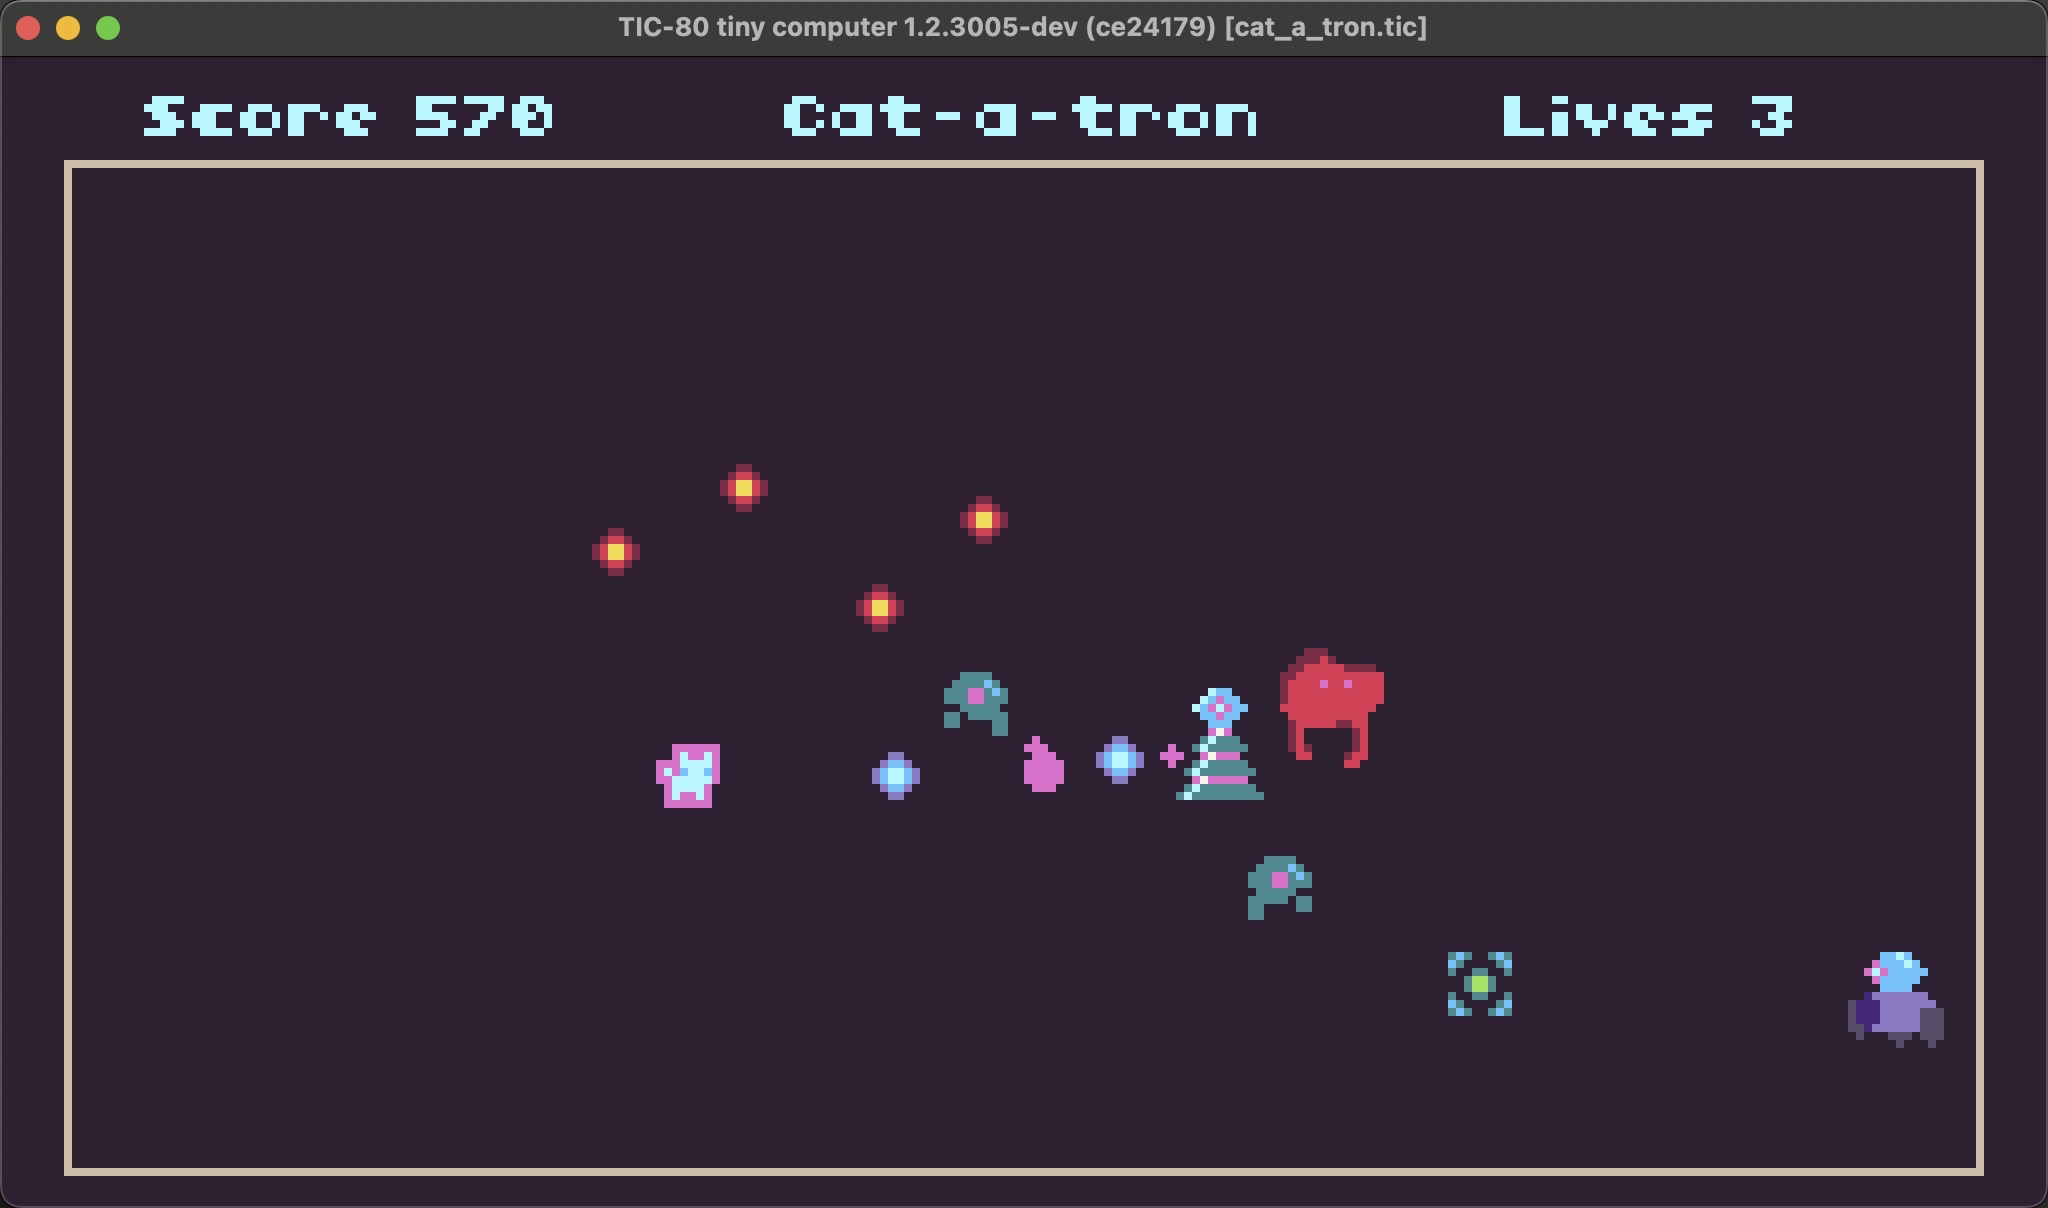 TIC-80 tiny computer 1.2.3005-dev (ce24179) [cat_a_tron.tic]
Score 570 Cat-a-tron Lives 3